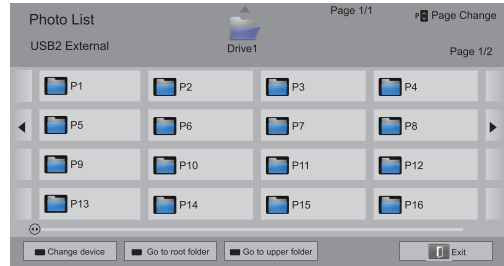 Photo List
Page 1/1
P Page Change
USB2 External
Drive1
Page 1/2
P1
P2
P3
P4
P5
P6
P7
P8
P9
P10
P11
P12
P13
P14
P15
P16
Change device
Go to root folder
Go to upper folder
Exit